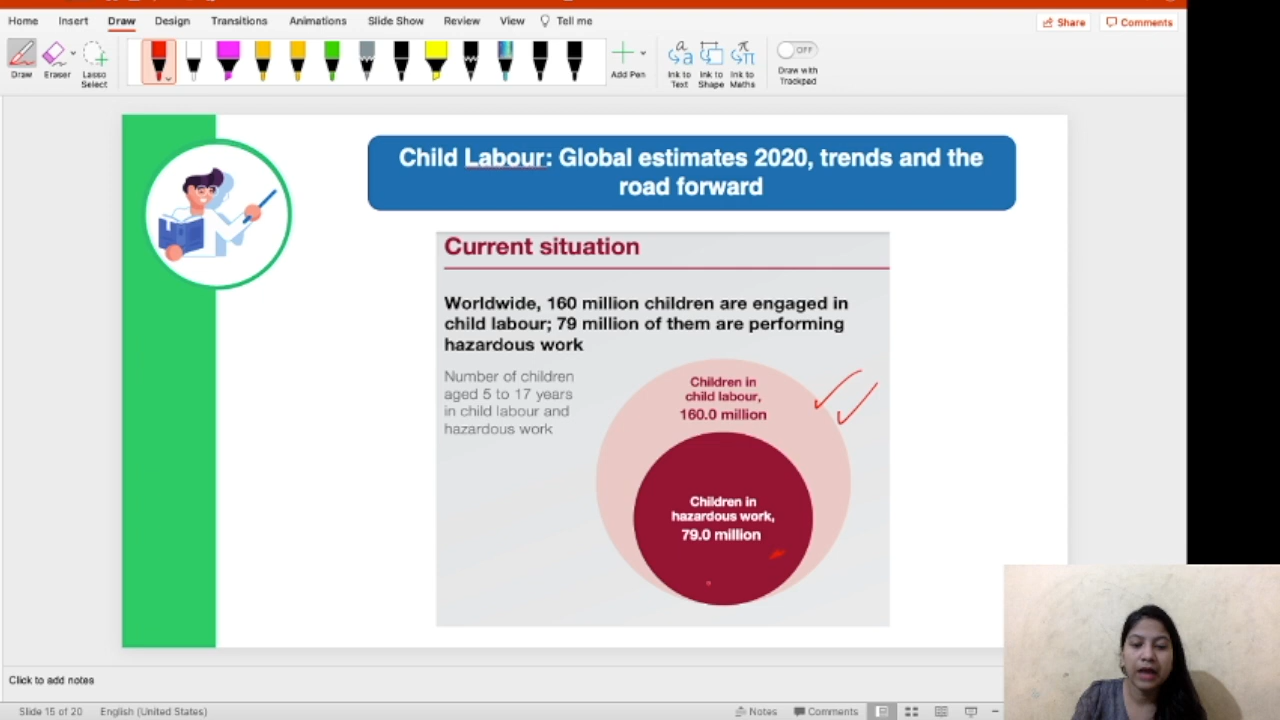 Home Insert Draw Design Transitions Animations Slide Show Review View Tell me
Share Comments
Draw Eraser Lasso Select
Add Pen
Ink to Text Ink to Shape Ink to Maths
OFF
Draw with Trackpad
Child Labour: Global estimates 2020, trends and the
road forward
Current situation
Worldwide, 160 million children are engaged in
child labour; 79 million of them are performing
hazardous work
Number of children
aged 5 to 17 years
in child labour and
hazardous work
Children in
child labour,
160.0 million
Children in
hazardous work,
79.0 million
Click to add notes
Slide 15 of 20 English (United States) Notes Comments